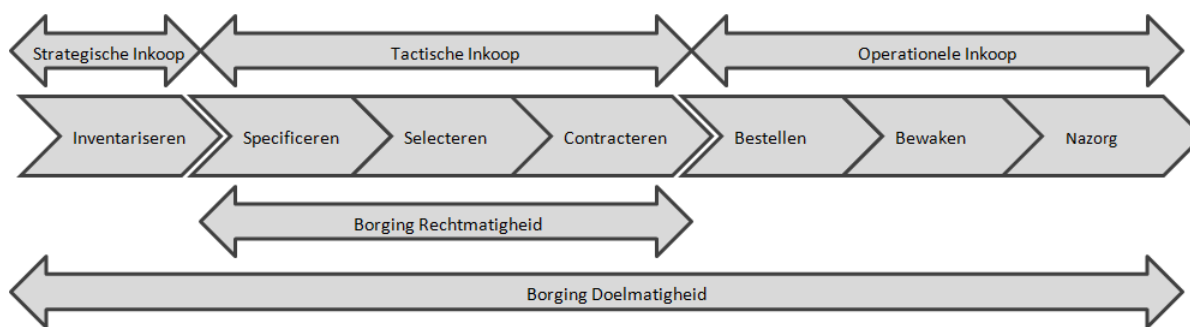 Strategische Inkoop
Tactische Inkoop
Operationele Inkoop
Inventariseren
Specificeren
Selecteren
Contracteren
Bestellen
Bewaken
Nazorg
Borging Rechtmatigheid
Borging Doelmatigheid